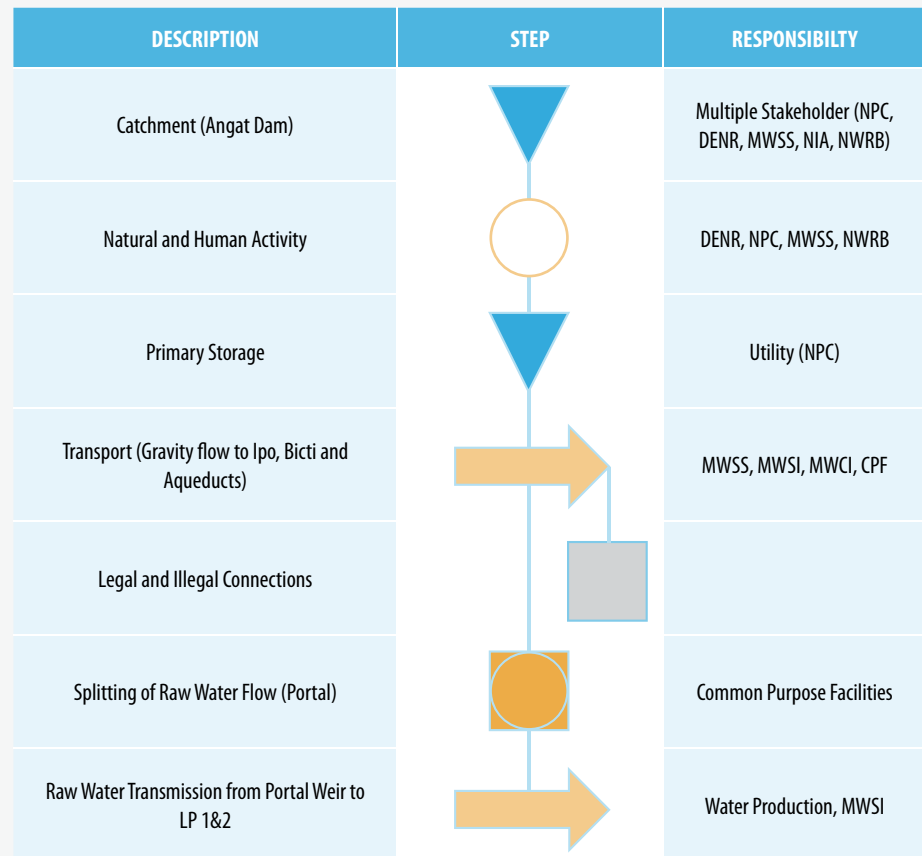 DESCRIPTION STEP RESPONSIBILTY
Catchment (Angat Dam)
Multiple Stakeholder (NPC,
DENR, MWSS, NIA, NWRB)
Natural and Human Activity
DENR, NPC, MWSS, NWRB
Primary Storage
Utility (NPC)
Transport (Gravity flow to Ipo, Bicti and
Aqueducts)
MWSS, MWSI, MWCI, CPF
Legal and Illegal Connections
Splitting of Raw Water Flow (Portal)
Common Purpose Facilities
Raw Water Transmission from Portal Weir to
LP 1&2
Water Production, MWSI